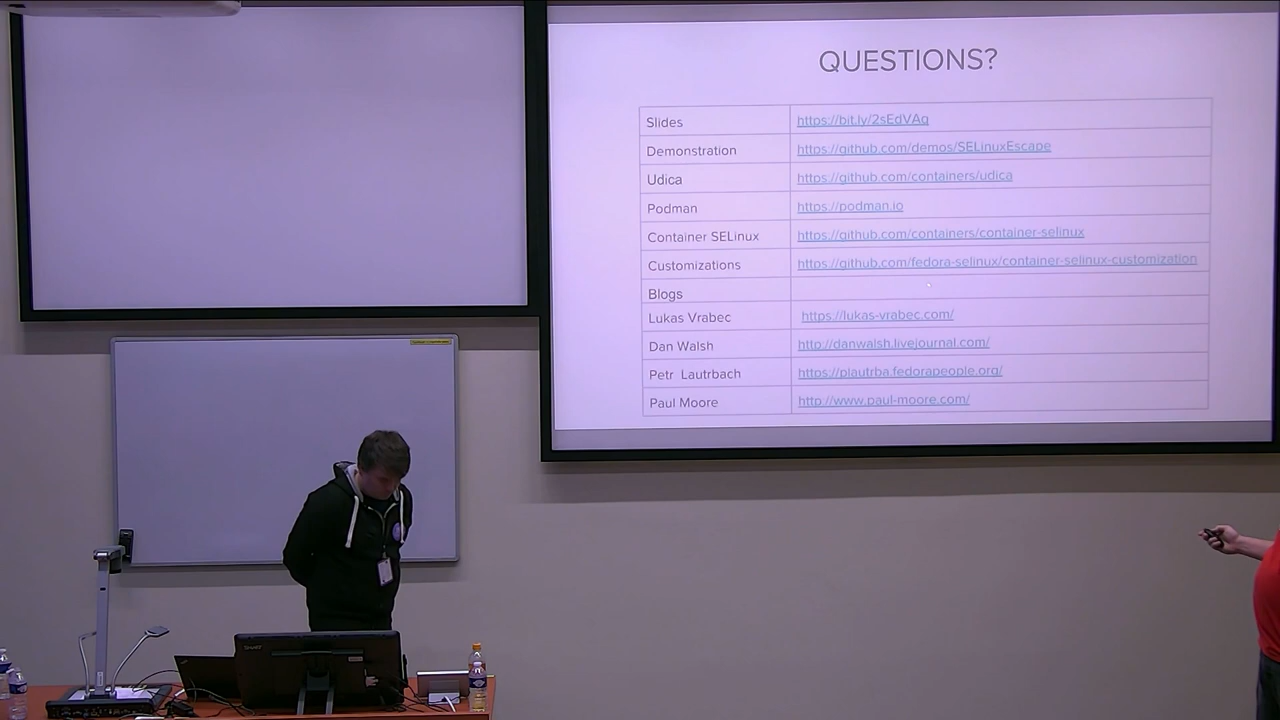 QUESTIONS?
Slides https://bit.ly/2sEdVAq
Demonstration https://github.com/demos/SELinuxEscape
Udica https://github.com/containers/udica
Podman https://podman.io
Container SELinux https://github.com/containers/container-selinux
Customizations https://github.com/fedora-selinux/container-selinux-customization
Blogs
Lukas Vrabec https://lukas-vrabec.com/
Dan Walsh http://danwalsh.livejournal.com/
Petr Lautrbach https://plautrba.fedorapeople.org/
Paul Moore http://www.paul-moore.com/